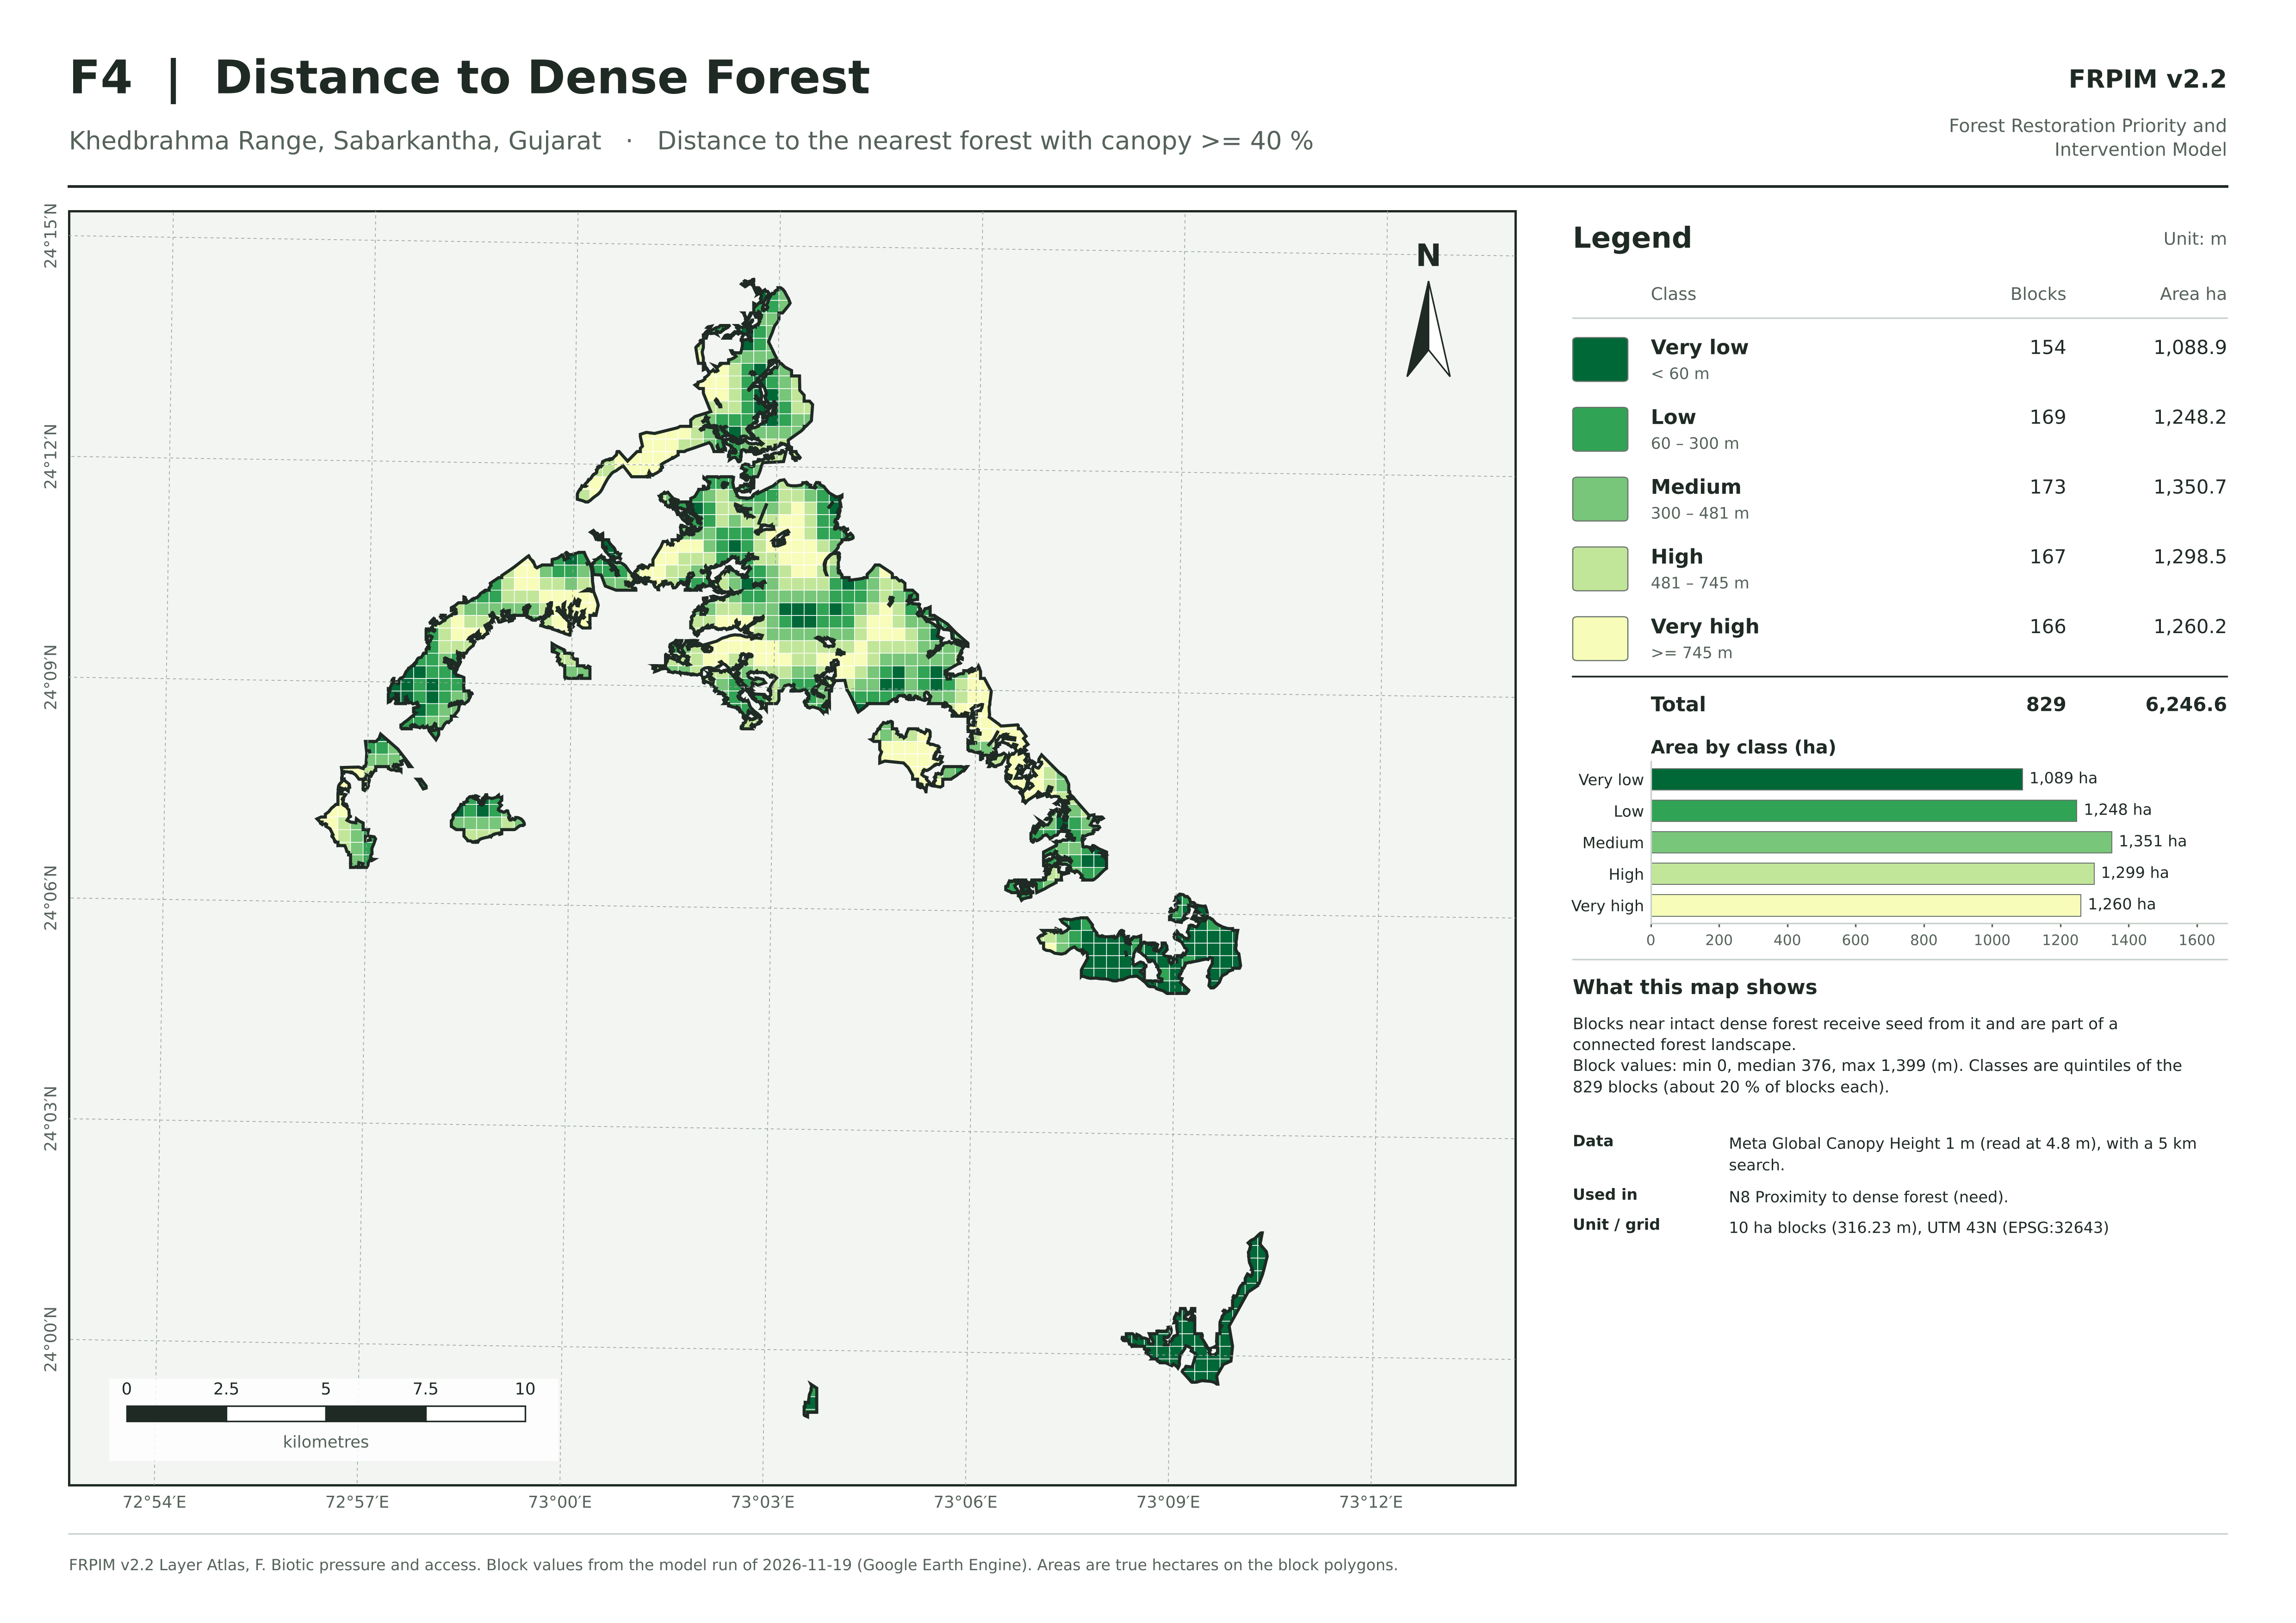 F4 | Distance to Dense Forest
FRPIM v2.2
Khedbrahma Range, Sabarkantha, Gujarat · Distance to the nearest forest with canopy >= 40 %
Forest Restoration Priority and
Intervention Model
24°15′N
24°12′N
24°09′N
24°06′N
24°03′N
24°00′N
N
0 2.5 5 7.5 10
kilometres
72°54′E 72°57′E 73°00′E 73°03′E 73°06′E 73°09′E 73°12′E
Legend Unit: m
Class Blocks Area ha
Very low 154 1,088.9
< 60 m
Low 169 1,248.2
60 – 300 m
Medium 173 1,350.7
300 – 481 m
High 167 1,298.5
481 – 745 m
Very high 166 1,260.2
>= 745 m
Total 829 6,246.6
Area by class (ha)
Very low 1,089 ha
Low 1,248 ha
Medium 1,351 ha
High 1,299 ha
Very high 1,260 ha
0 200 400 600 800 1000 1200 1400 1600
What this map shows
Blocks near intact dense forest receive seed from it and are part of a
connected forest landscape.
Block values: min 0, median 376, max 1,399 (m). Classes are quintiles of the
829 blocks (about 20 % of blocks each).
Data Meta Global Canopy Height 1 m (read at 4.8 m), with a 5 km
search.
Used in N8 Proximity to dense forest (need).
Unit / grid 10 ha blocks (316.23 m), UTM 43N (EPSG:32643)
FRPIM v2.2 Layer Atlas, F. Biotic pressure and access. Block values from the model run of 2026-11-19 (Google Earth Engine). Areas are true hectares on the block polygons.